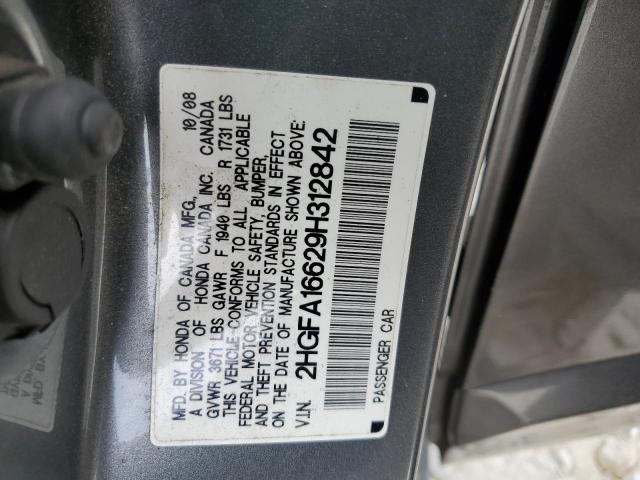 MFD. BY HONDA OF CANADA MFG., 10/08
A DIVISION OF HONDA CANADA INC. CANADA
GVWR 3671 LBS GAWR F 1940 LBS R 1731 LBS
THIS VEHICLE CONFORMS TO ALL APPLICABLE
FEDERAL MOTOR VEHICLE SAFETY, BUMPER,
AND THEFT PREVENTION STANDARDS IN EFFECT
ON THE DATE OF MANUFACTURE SHOWN ABOVE.
V.I.N. 2HGFA16629H312842
PASSENGER CAR